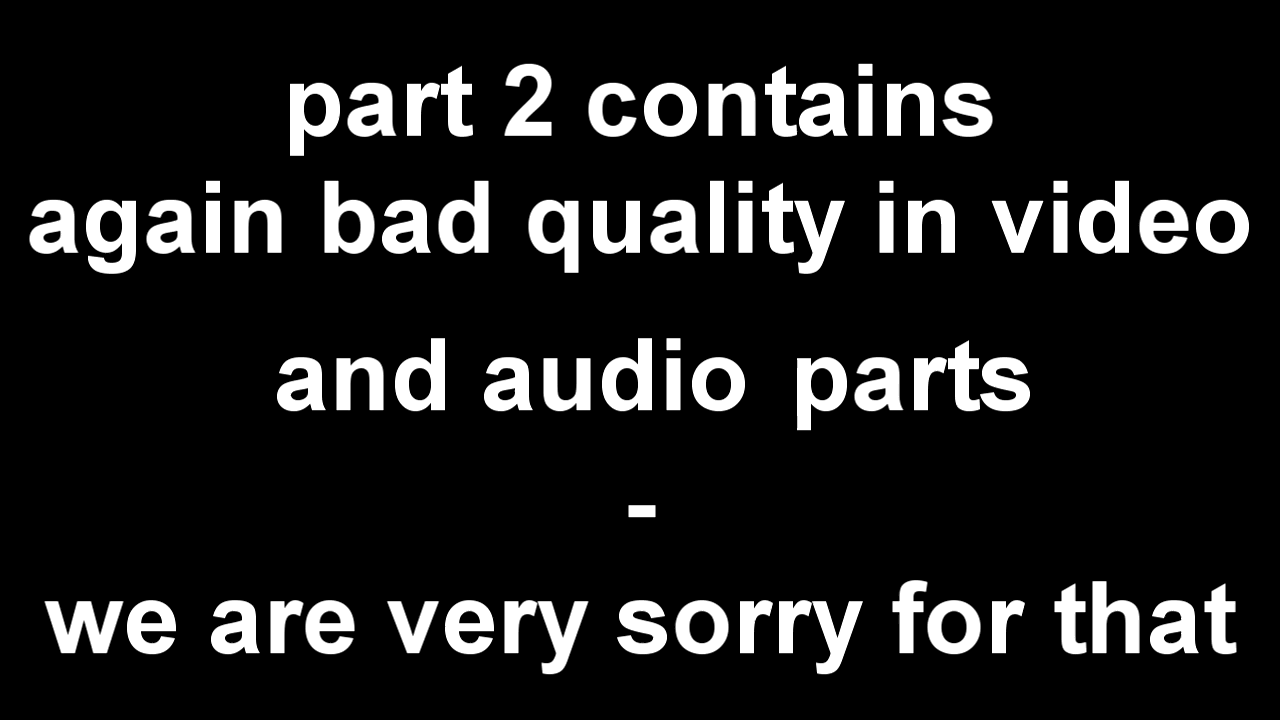 part 2 contains
again bad quality in video
and audio parts
-
we are very sorry for that